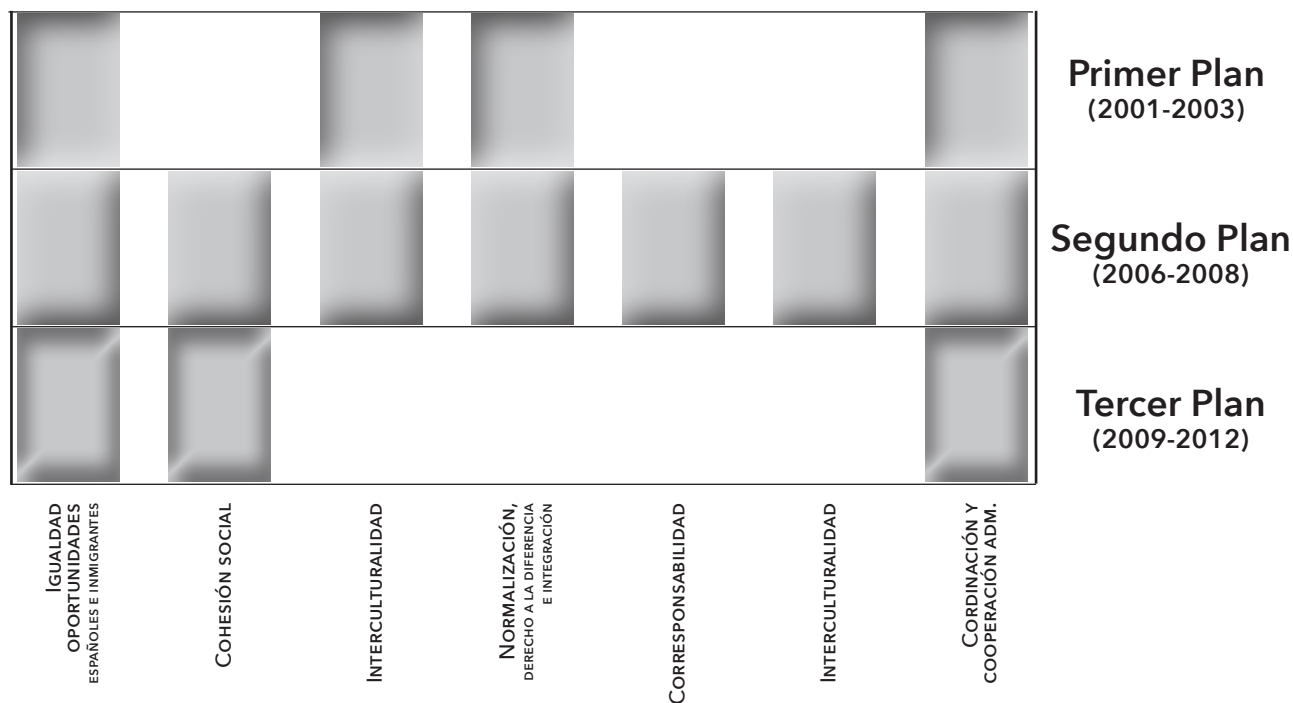 Primer Plan
(2001-2003)
Segundo Plan
(2006-2008)
Tercer Plan
(2009-2012)
IGUALDAD
OPORTUNIDADES
ESPAÑOLES E INMIGRANTES
COHESIÓN SOCIAL
INTERCULTURALIDAD
NORMALIZACIÓN,
DERECHO A LA DIFERENCIA
E INTEGRACIÓN
CORRESPONSABILIDAD
INTERCULTURALIDAD
CORDINACIÓN Y
COOPERACIÓN ADM.